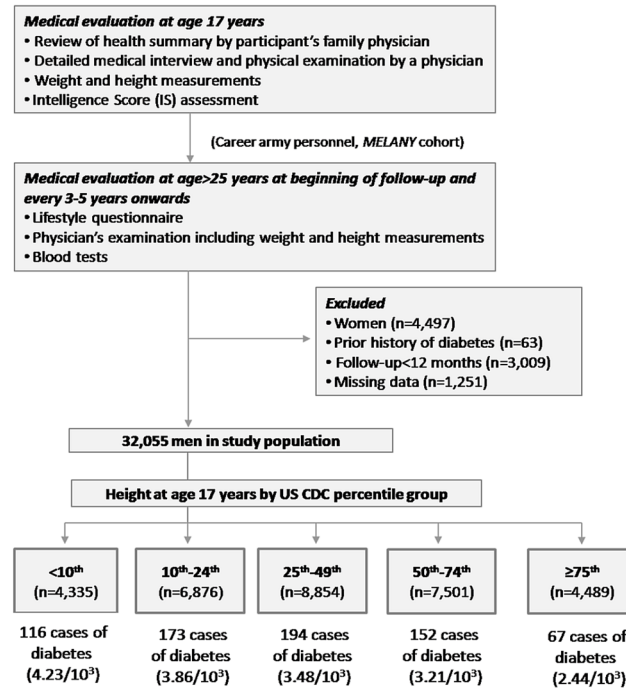 Medical evaluation at age 17 years
• Review of health summary by participant's family physician
• Detailed medical interview and physical examination by a physician
• Weight and height measurements
• Intelligence Score (IS) assessment
(Career army personnel, MELANY cohort)
Medical evaluation at age>25 years at beginning of follow-up and
every 3-5 years onwards
• Lifestyle questionnaire
• Physician's examination including weight and height measurements
• Blood tests
Excluded
• Women (n=4,497)
• Prior history of diabetes (n=63)
• Follow-up<12 months (n=3,009)
• Missing data (n=1,251)
32,055 men in study population
Height at age 17 years by US CDC percentile group
<10th
(n=4,335)
116 cases of
diabetes
(4.23/10³)
10th-24th
(n=6,876)
173 cases
of diabetes
(3.86/10³)
25th-49th
(n=8,854)
194 cases
of diabetes
(3.48/10³)
50th-74th
(n=7,501)
152 cases
of diabetes
(3.21/10³)
≥75th
(n=4,489)
67 cases of
diabetes
(2.44/10³)